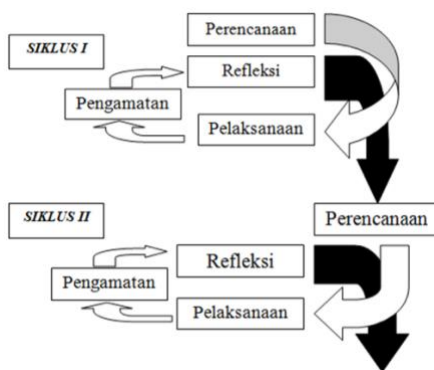 Perencanaan
SIKLUS I
Refleksi
Pengamatan
Pelaksanaan
SIKLUS II
Perencanaan
Refleksi
Pengamatan
Pelaksanaan